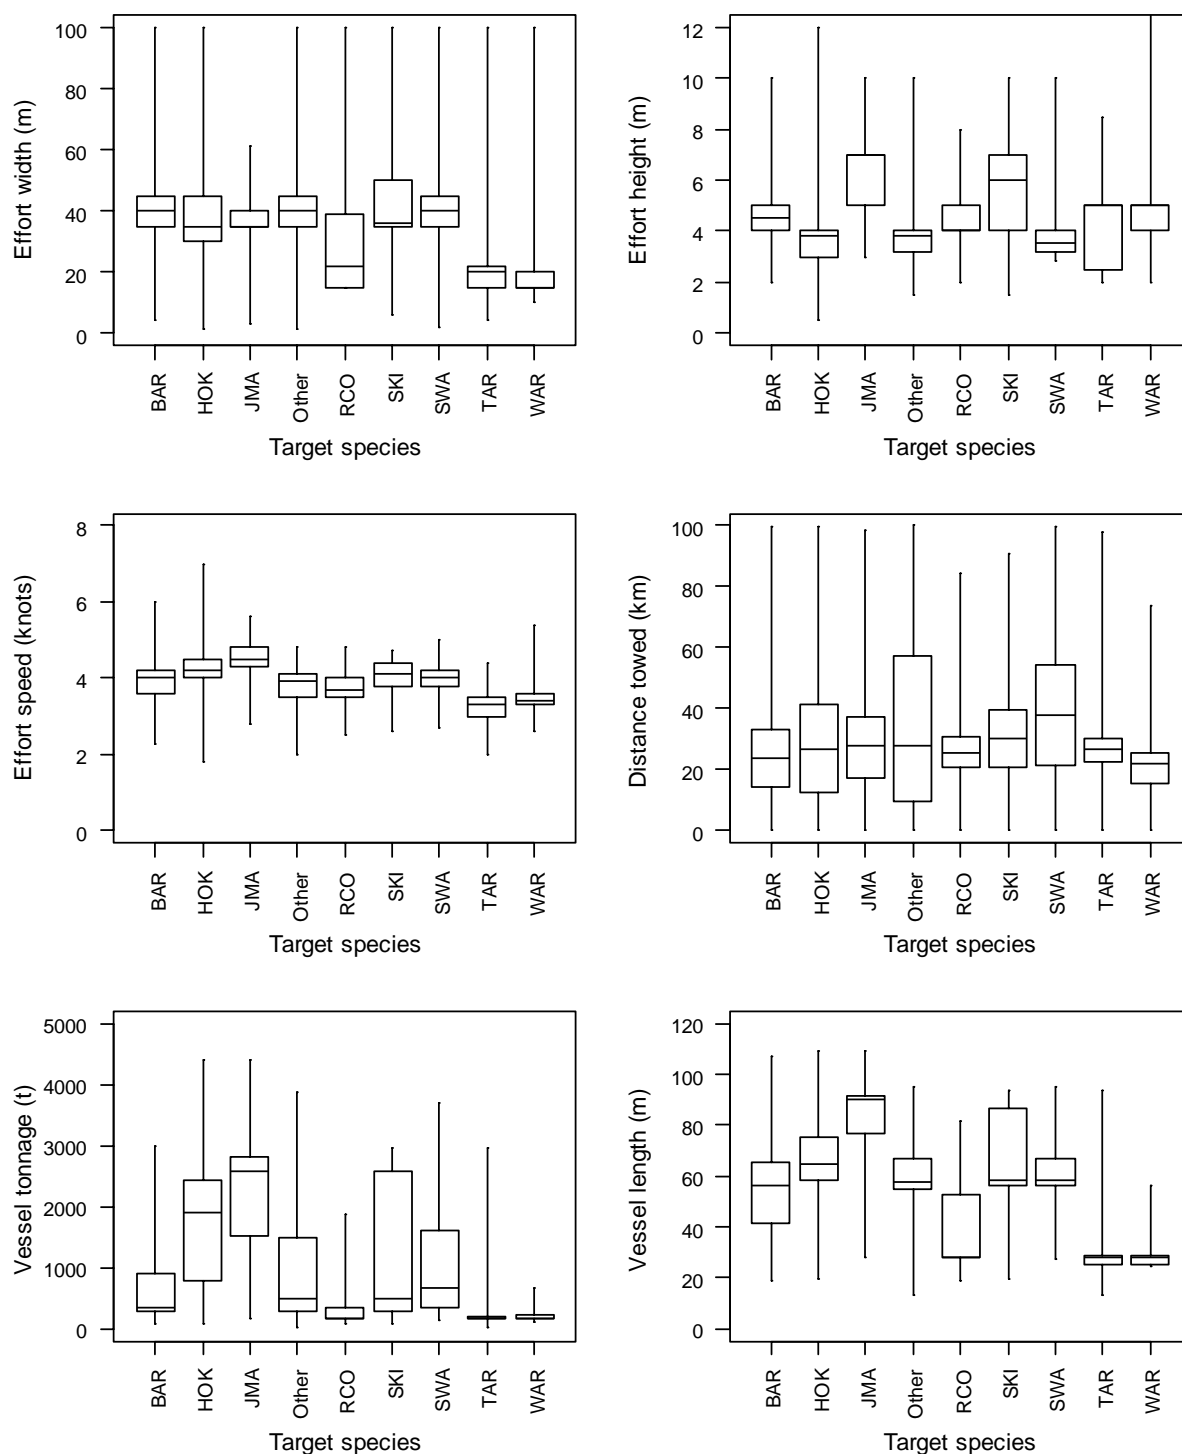 Effort width (m)
100
80
60
40
20
0
BAR HOK JMA Other RCO SKI SWA TAR WAR
Target species
Effort height (m)
12
10
8
6
4
2
0
BAR HOK JMA Other RCO SKI SWA TAR WAR
Target species
Effort speed (knots)
8
6
4
2
0
BAR HOK JMA Other RCO SKI SWA TAR WAR
Target species
Distance towed (km)
100
80
60
40
20
0
BAR HOK JMA Other RCO SKI SWA TAR WAR
Target species
Vessel tonnage (t)
5000
4000
3000
2000
1000
0
BAR HOK JMA Other RCO SKI SWA TAR WAR
Target species
Vessel length (m)
120
100
80
60
40
20
0
BAR HOK JMA Other RCO SKI SWA TAR WAR
Target species